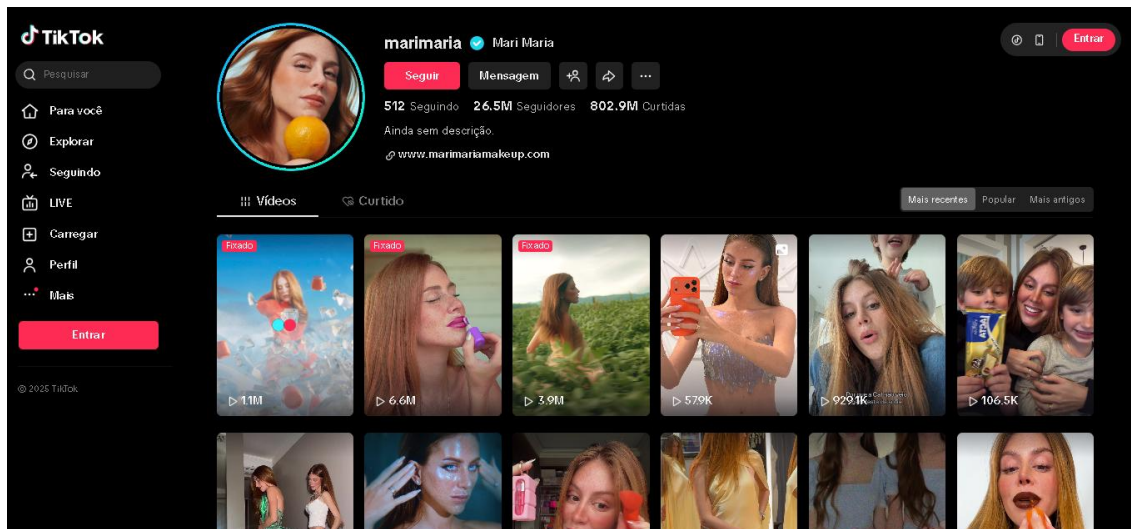 TikTok
Pesquisar
Para você
Explorar
Seguindo
LIVE
Carregar
Perfil
Mais
Entrar
© 2025 TikTok
marimaria Mari Maria
Seguir Mensagem
512 Seguindo 26.5M Seguidores 802.9M Curtidas
Ainda sem descrição.
www.marimariamakeup.com
Entrar
Vídeos Curtido
Mais recentes Popular Mais antigos
Fixado Fixado Fixado
1.1M 6.6M 3.9M 57.9K 929.1K 106.5K